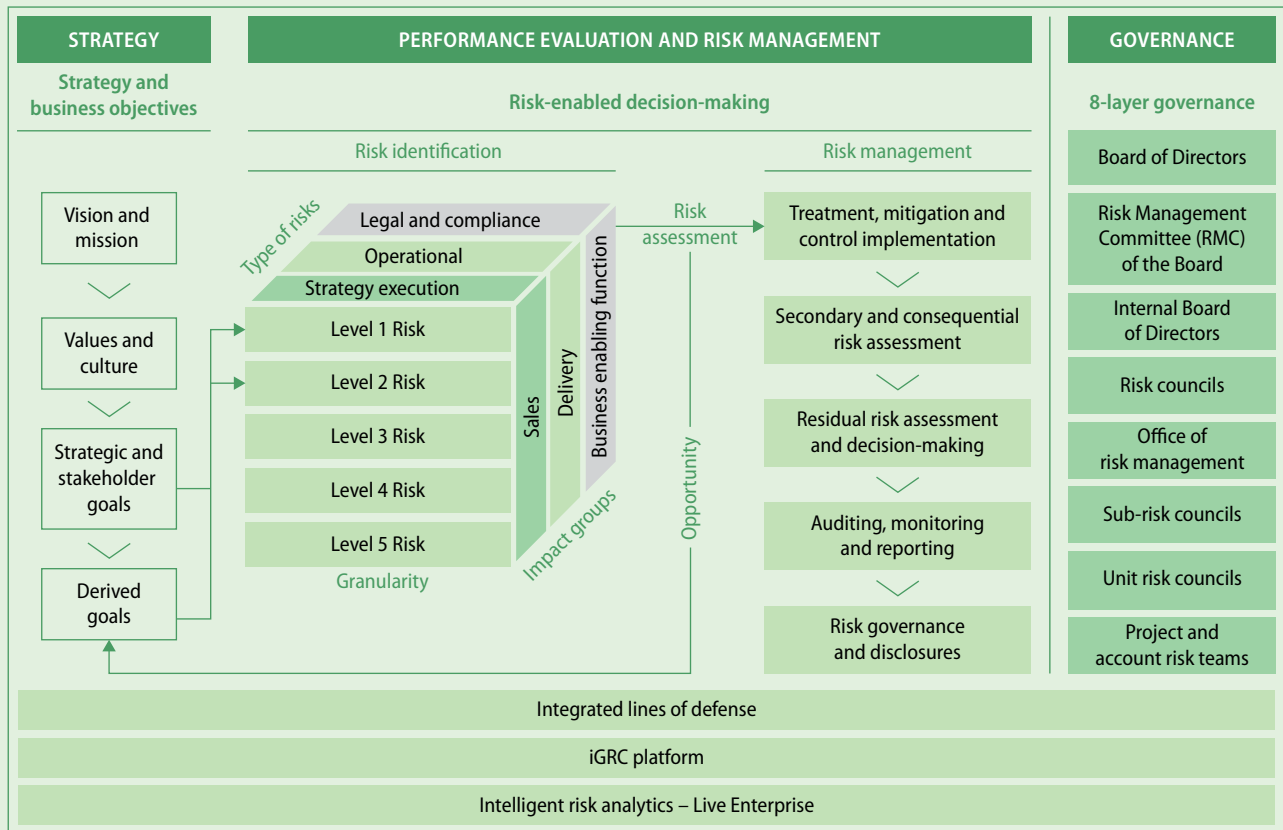 STRATEGY
Strategy and
business objectives
Vision and
mission
Values and
culture
Strategic and
stakeholder
goals
Derived
goals
PERFORMANCE EVALUATION AND RISK MANAGEMENT
Risk-enabled decision-making
Risk identification
Type of risks
Legal and compliance
Operational
Strategy execution
Level 1 Risk
Level 2 Risk
Level 3 Risk
Level 4 Risk
Level 5 Risk
Granularity
Sales
Delivery
Business enabling function
Impact groups
Risk
assessment
Opportunity
Risk management
Treatment, mitigation and
control implementation
Secondary and consequential
risk assessment
Residual risk assessment
and decision-making
Auditing, monitoring
and reporting
Risk governance
and disclosures
GOVERNANCE
8-layer governance
Board of Directors
Risk Management
Committee (RMC)
of the Board
Internal Board
of Directors
Risk councils
Office of
risk management
Sub-risk councils
Unit risk councils
Project and
account risk teams
Integrated lines of defense
iGRC platform
Intelligent risk analytics – Live Enterprise